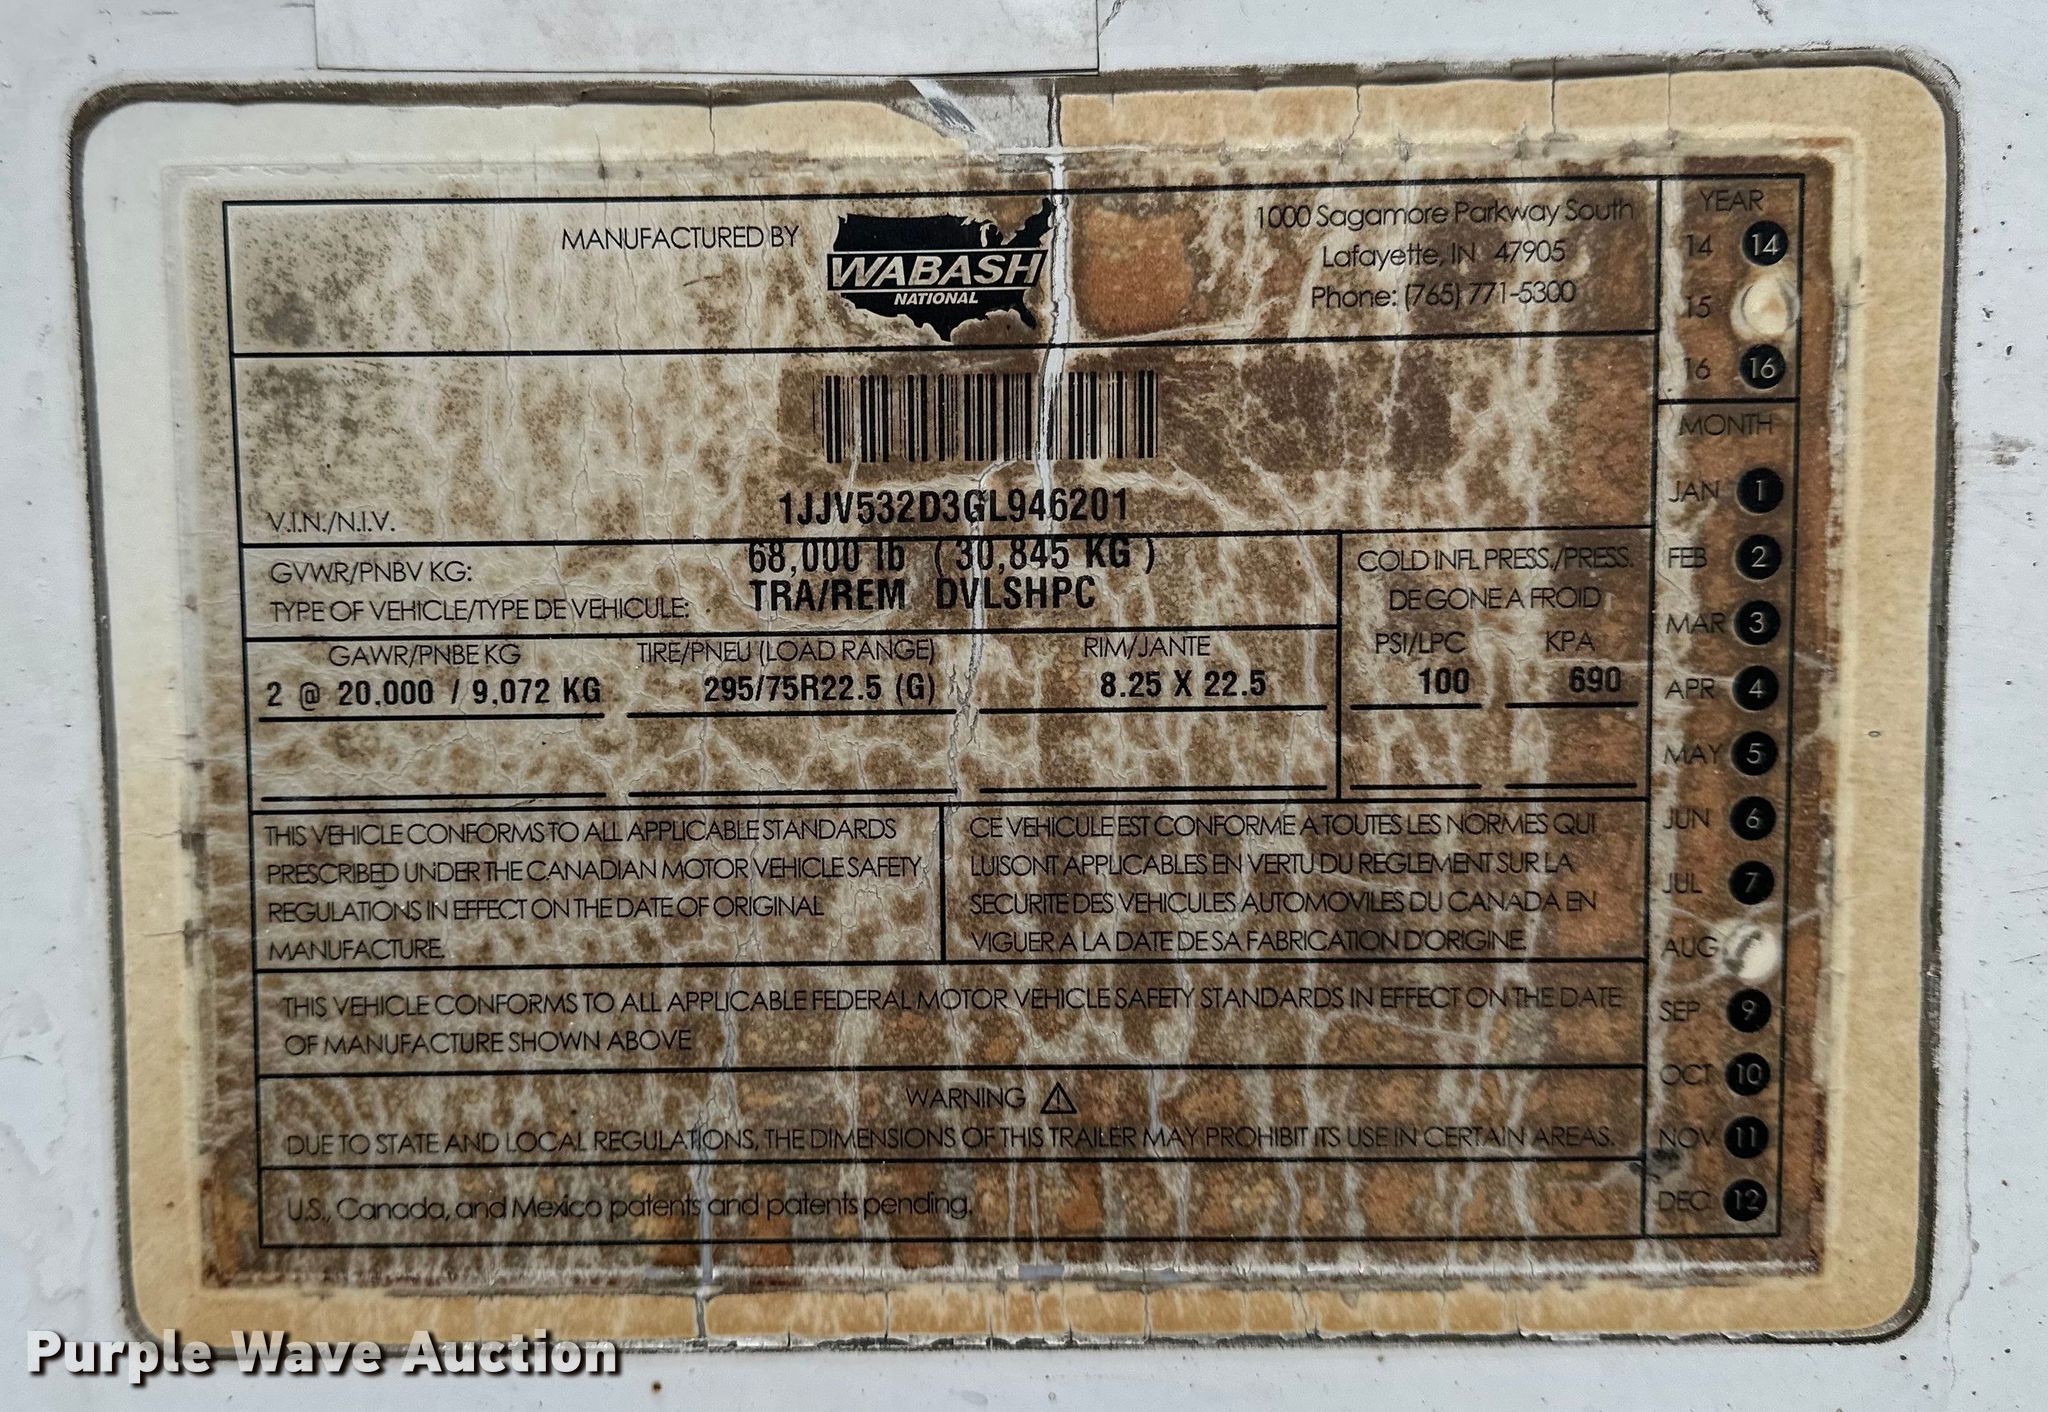 MANUFACTURED BY
WABASH
NATIONAL
1000 Sagamore Parkway South
Lafayette, IN 47905
Phone: (765) 771-5300
V.I.N./N.I.V.
1JJV532D3GL946201
GVWR/PNBV KG:
68,000 lb ( 30,845 KG )
TYPE OF VEHICLE/TYPE DE VEHICULE:
TRA/REM DVLSHPC
COLD INFL PRESS./PRESS.
DE GONE A FROID
GAWR/PNBE KG TIRE/PNEU (LOAD RANGE) RIM/JANTE PSI/LPC KPA
2 @ 20,000 / 9,072 KG 295/75R22.5 (G) 8.25 X 22.5 100 690
THIS VEHICLE CONFORMS TO ALL APPLICABLE STANDARDS
PRESCRIBED UNDER THE CANADIAN MOTOR VEHICLE SAFETY
REGULATIONS IN EFFECT ON THE DATE OF ORIGINAL
MANUFACTURE.
CE VEHICULE EST CONFORME A TOUTES LES NORMES QUI
LUISONT APPLICABLES EN VERTU DU REGLEMENT SUR LA
SECURITE DES VEHICULES AUTOMOVILES DU CANADA EN
VIGUER A LA DATE DE SA FABRICATION D'ORIGINE.
THIS VEHICLE CONFORMS TO ALL APPLICABLE FEDERAL MOTOR VEHICLE SAFETY STANDARDS IN EFFECT ON THE DATE
OF MANUFACTURE SHOWN ABOVE
WARNING
DUE TO STATE AND LOCAL REGULATIONS, THE DIMENSIONS OF THIS TRAILER MAY PROHIBIT ITS USE IN CERTAIN AREAS.
U.S., Canada, and Mexico patents and patents pending.
YEAR
14 14
15
16 16
MONTH
JAN 1
FEB 2
MAR 3
APR 4
MAY 5
JUN 6
JUL 7
AUG
SEP 9
OCT 10
NOV 11
DEC 12
Purple Wave Auction